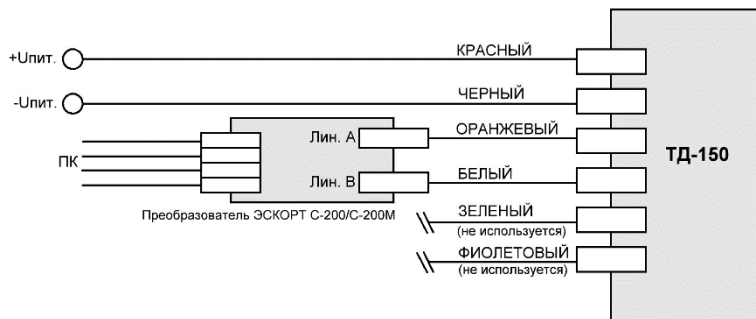 КРАСНЫЙ
+Uпит.
ЧЕРНЫЙ
-Uпит.
ОРАНЖЕВЫЙ
Лин. А
ПК
ТД-150
БЕЛЫЙ
Лин. В
Преобразователь ЭСКОРТ С-200/С-200М
ЗЕЛЕНЫЙ
(не используется)
ФИОЛЕТОВЫЙ
(не используется)